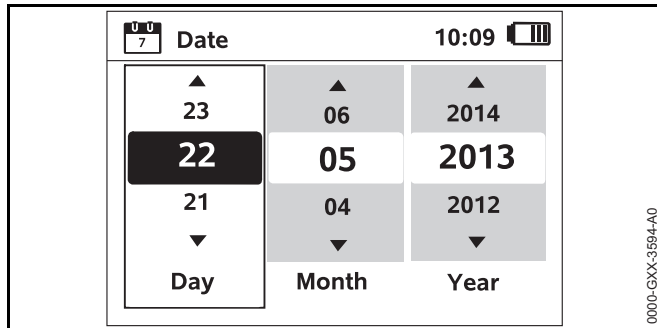 7 Date 10:09
23 06 2014
22 05 2013
21 04 2012
Day Month Year
0000-GXX-3594-A0